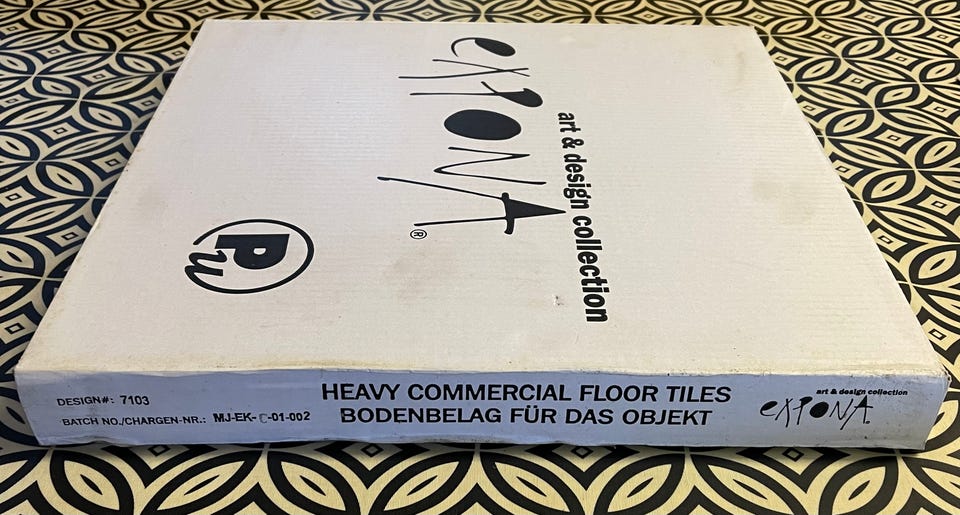 eXPONA®
art & design collection
Pu
DESIGN#: 7103
BATCH NO./CHARGEN-NR.: MJ-EK-C-01-002
HEAVY COMMERCIAL FLOOR TILES
BODENBELAG FÜR DAS OBJEKT
art & design collection
eXPONA